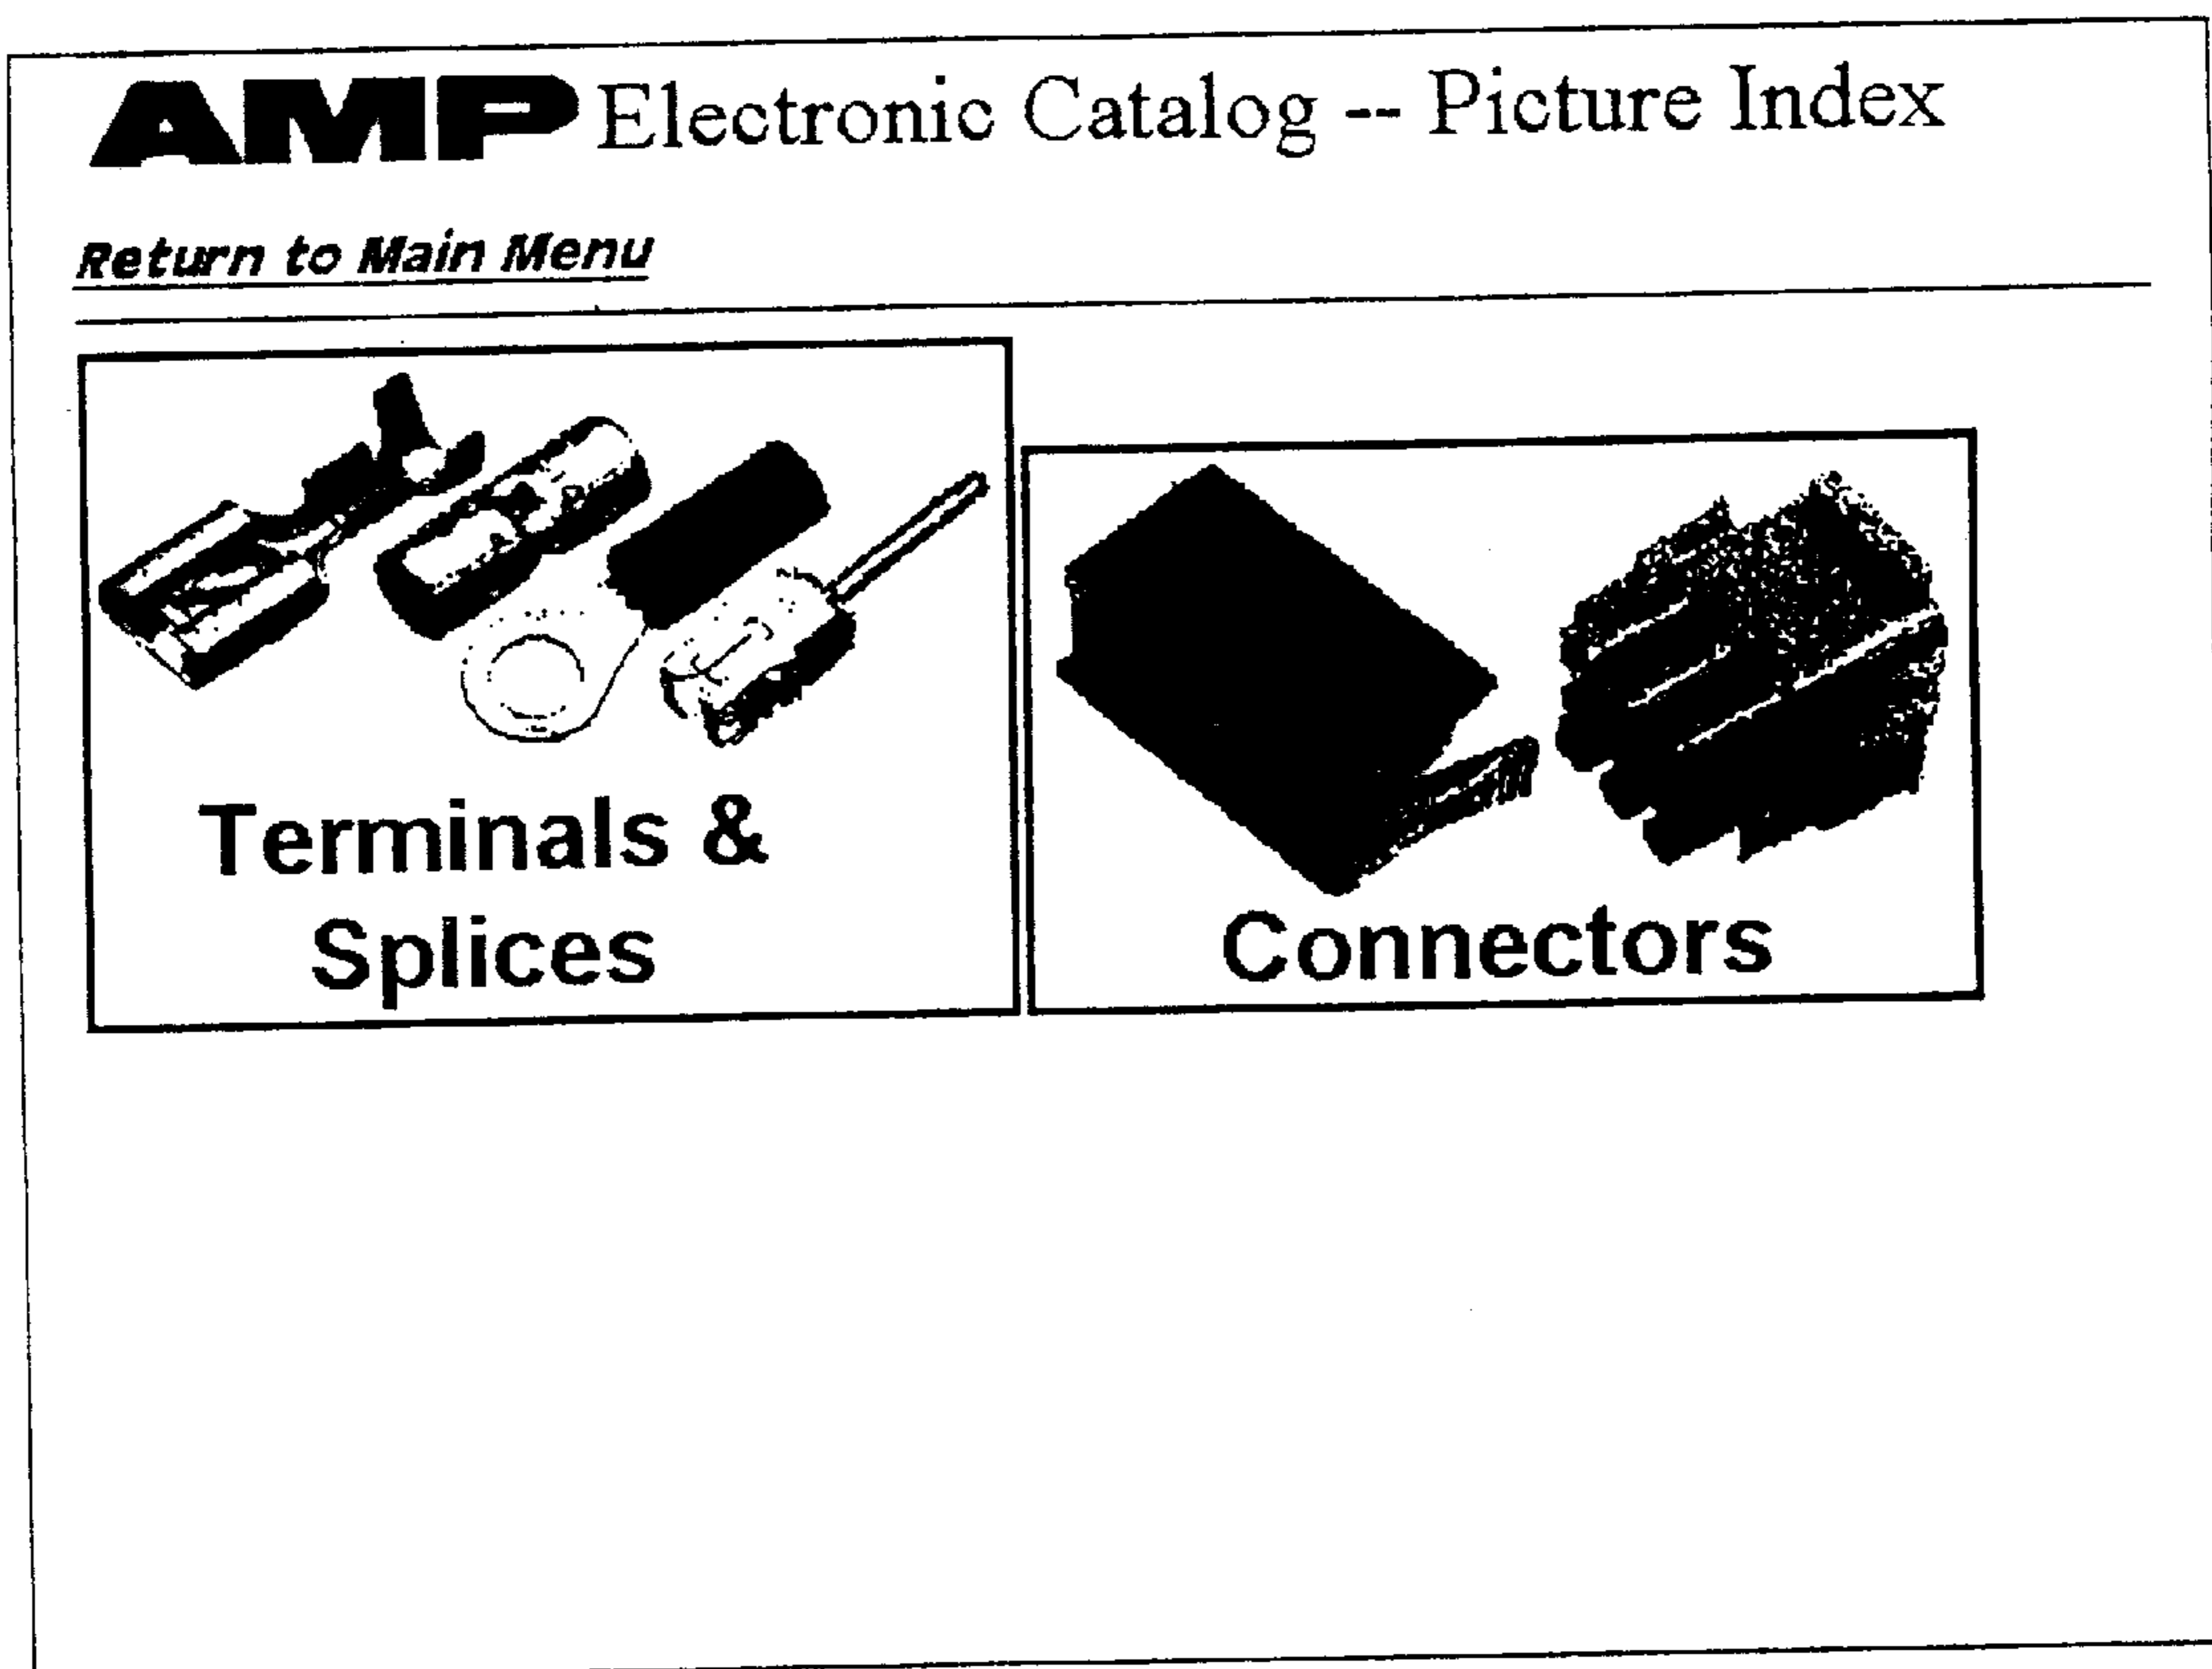 AMP Electronic Catalog -- Picture Index
Return to Main Menu
Terminals &
Splices
Connectors